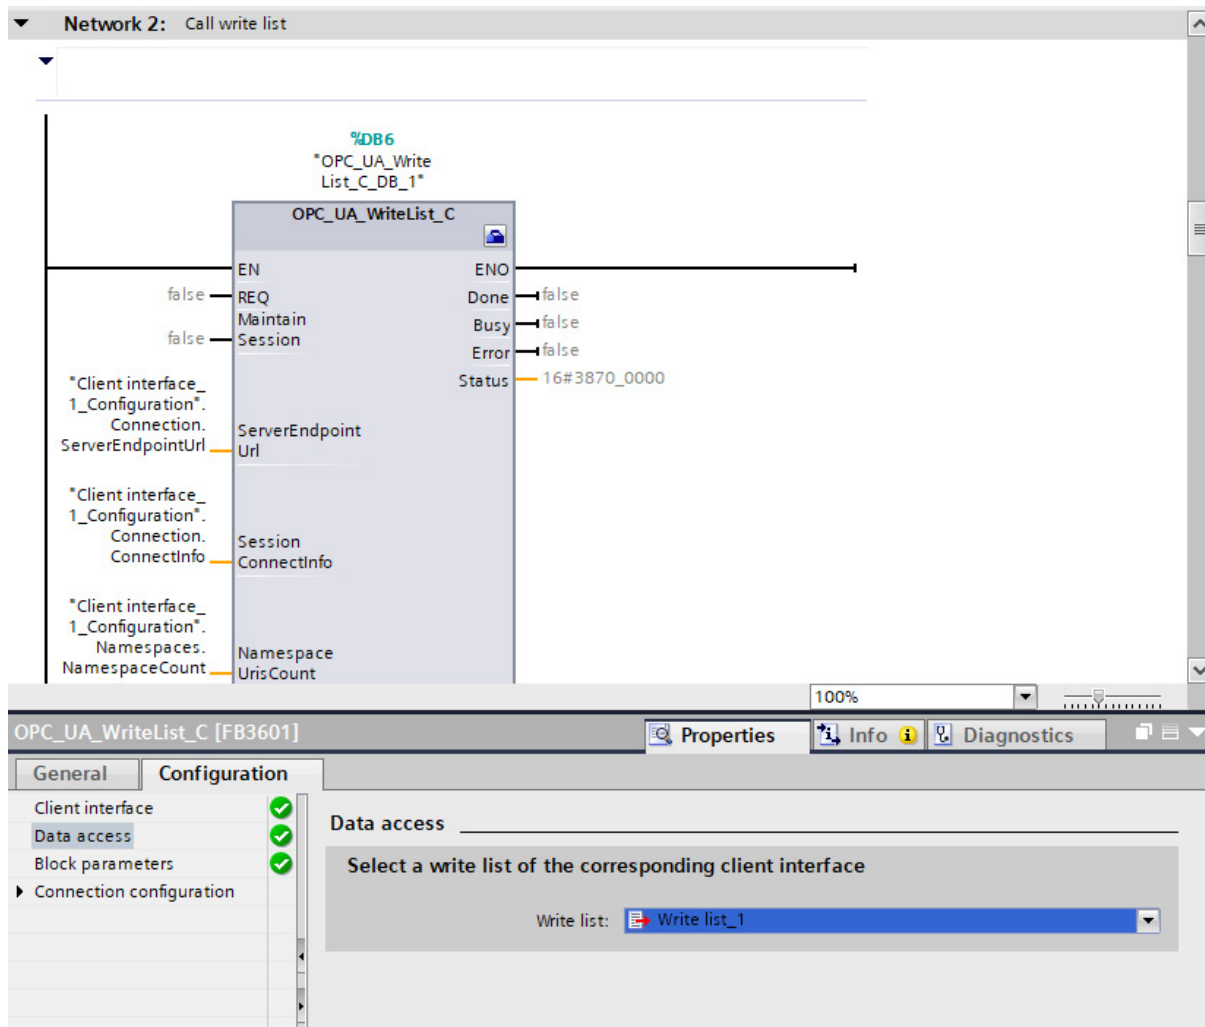 Network 2: Call write list
%DB6
"OPC_UA_Write
List_C_DB_1"
OPC_UA_WriteList_C
EN ENO
false REQ Done false
Maintain
false Session Busy false
Error false
Status 16#3870_0000
"Client interface_
1_Configuration".
Connection.
ServerEndpointUrl
ServerEndpoint
Url
"Client interface_
1_Configuration".
Connection.
ConnectInfo
Session
ConnectInfo
"Client interface_
1_Configuration".
Namespaces.
NamespaceCount
Namespace
UrisCount
100%
OPC_UA_WriteList_C [FB3601] Properties Info Diagnostics
General Configuration
Client interface
Data access
Block parameters
Connection configuration
Data access
Select a write list of the corresponding client interface
Write list: Write list_1